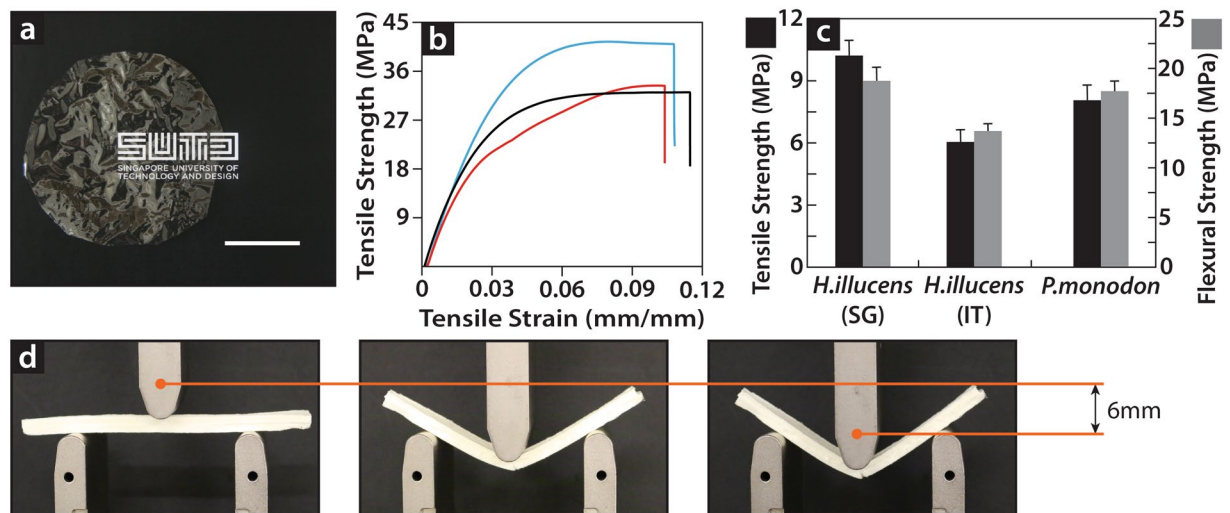 a
SUTD
SINGAPORE UNIVERSITY OF
TECHNOLOGY AND DESIGN
b
Tensile Strength (MPa)
45
36
27
18
9
0
0.03
0.06
0.09
0.12
Tensile Strain (mm/mm)
c
Tensile Strength (MPa)
12
9
6
3
0
25
20
15
10
5
0
Flexural Strength (MPa)
H.illucens
(SG)
H.illucens
(IT)
P.monodon
d
6mm